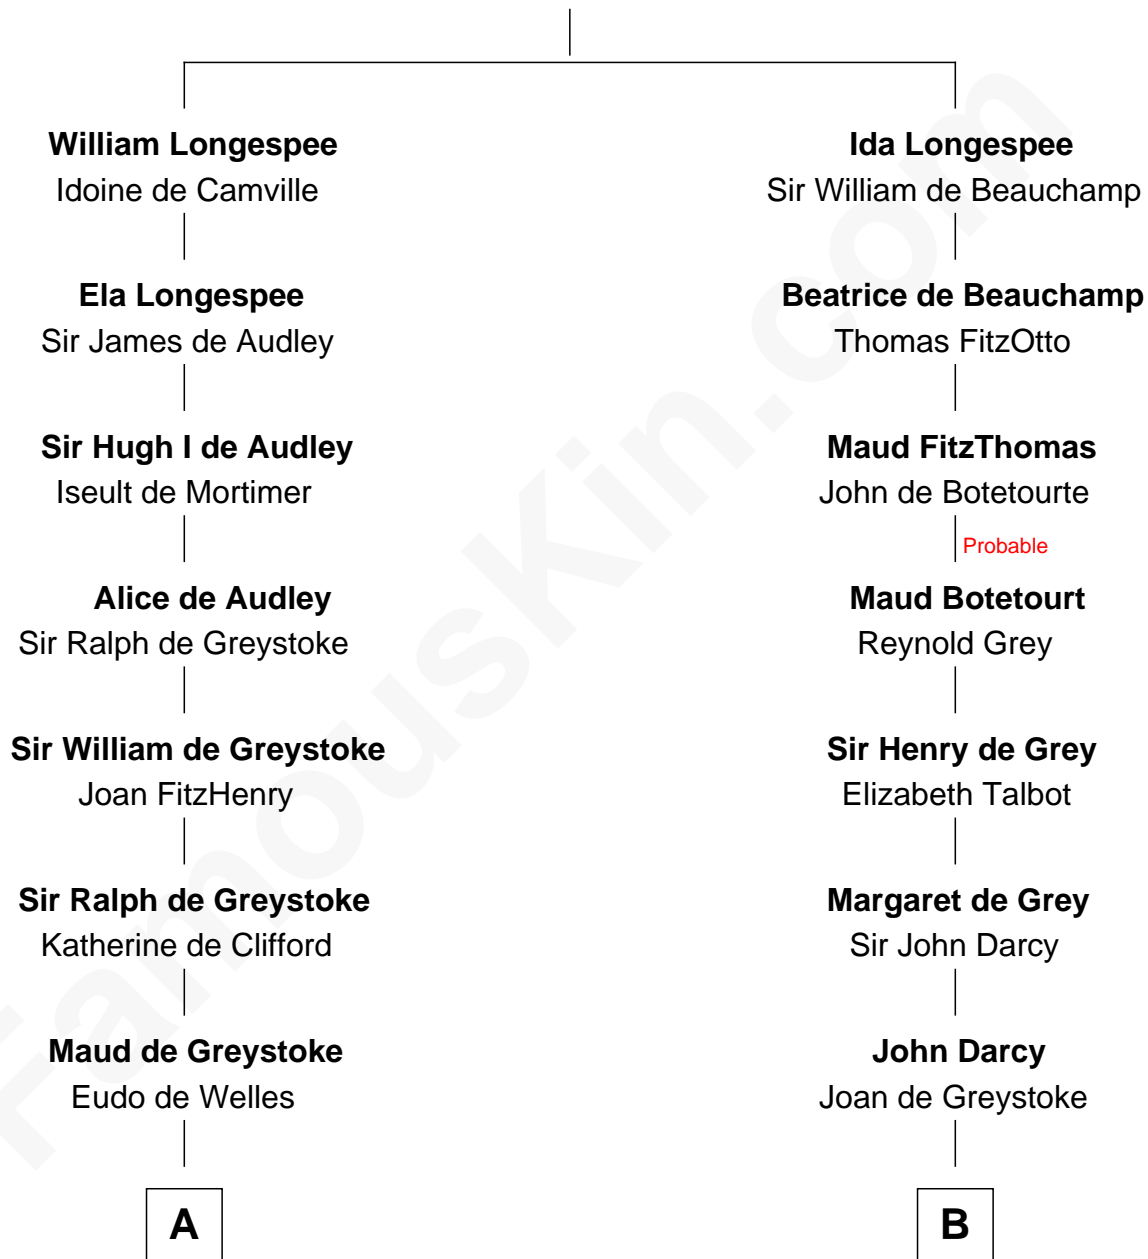 William Longespee
Idoine de Camville
Ida Longespee
Sir William de Beauchamp
Ela Longespee
Sir James de Audley
Beatrice de Beauchamp
Thomas FitzOtto
Sir Hugh I de Audley
Iseult de Mortimer
Maud FitzThomas
John de Botetourte
Probable
Alice de Audley
Sir Ralph de Greystoke
Maud Botetourt
Reynold Grey
Sir William de Greystoke
Joan FitzHenry
Sir Henry de Grey
Elizabeth Talbot
Sir Ralph de Greystoke
Katherine de Clifford
Margaret de Grey
Sir John Darcy
Maud de Greystoke
Eudo de Welles
John Darcy
Joan de Greystoke
A
B
FamousKin.com